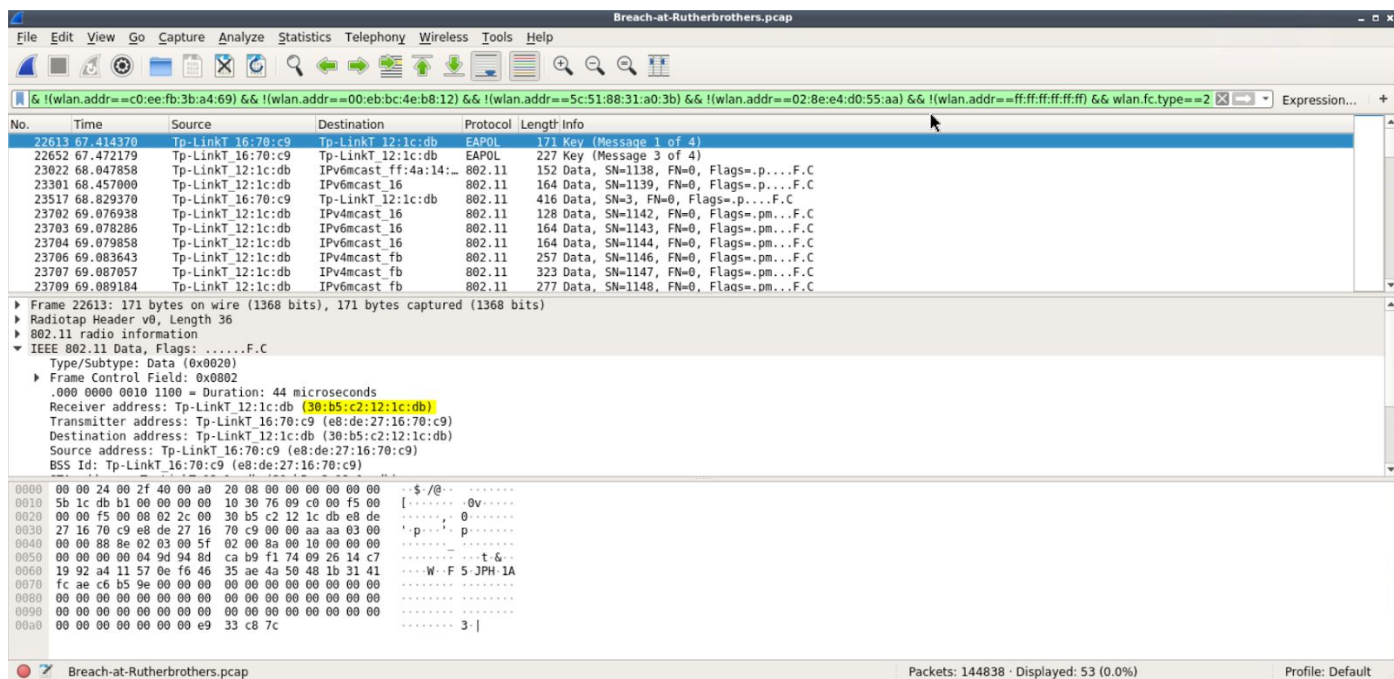 Breach-at-Rutherbrothers.pcap
File Edit View Go Capture Analyze Statistics Telephony Wireless Tools Help
& !(wlan.addr==c0:ee:fb:3b:a4:69) && !(wlan.addr==00:eb:bc:4e:b8:12) && !(wlan.addr==5c:51:88:31:a0:3b) && !(wlan.addr==02:8e:e4:d0:55:aa) && !(wlan.addr==ff:ff:ff:ff:ff:ff) && wlan.fc.type==2 Expression... +
No. Time Source Destination Protocol Length Info
22613 67.414370 Tp-LinkT_16:70:c9 Tp-LinkT_12:1c:db EAPOL 171 Key (Message 1 of 4)
22652 67.472179 Tp-LinkT_16:70:c9 Tp-LinkT_12:1c:db EAPOL 227 Key (Message 3 of 4)
23022 68.047858 Tp-LinkT_12:1c:db IPv6mcast_ff:4a:14:… 802.11 152 Data, SN=1138, FN=0, Flags=.p....F.C
23301 68.457000 Tp-LinkT_12:1c:db IPv6mcast_16 802.11 164 Data, SN=1139, FN=0, Flags=.p....F.C
23517 68.829370 Tp-LinkT_16:70:c9 Tp-LinkT_12:1c:db 802.11 416 Data, SN=3, FN=0, Flags=.p....F.C
23702 69.076938 Tp-LinkT_12:1c:db IPv4mcast_16 802.11 128 Data, SN=1142, FN=0, Flags=.pm...F.C
23703 69.078286 Tp-LinkT_12:1c:db IPv6mcast_16 802.11 164 Data, SN=1143, FN=0, Flags=.pm...F.C
23704 69.079858 Tp-LinkT_12:1c:db IPv6mcast_16 802.11 164 Data, SN=1144, FN=0, Flags=.pm...F.C
23706 69.083643 Tp-LinkT_12:1c:db IPv4mcast_fb 802.11 257 Data, SN=1146, FN=0, Flags=.pm...F.C
23707 69.087057 Tp-LinkT_12:1c:db IPv4mcast_fb 802.11 323 Data, SN=1147, FN=0, Flags=.pm...F.C
23709 69.089184 Tp-LinkT_12:1c:db IPv6mcast_fb 802.11 277 Data, SN=1148, FN=0, Flags=.pm...F.C
Frame 22613: 171 bytes on wire (1368 bits), 171 bytes captured (1368 bits)
Radiotap Header v0, Length 36
802.11 radio information
IEEE 802.11 Data, Flags: ......F.C
Type/Subtype: Data (0x0020)
Frame Control Field: 0x0802
.000 0000 0010 1100 = Duration: 44 microseconds
Receiver address: Tp-LinkT_12:1c:db (30:b5:c2:12:1c:db)
Transmitter address: Tp-LinkT_16:70:c9 (e8:de:27:16:70:c9)
Destination address: Tp-LinkT_12:1c:db (30:b5:c2:12:1c:db)
Source address: Tp-LinkT_16:70:c9 (e8:de:27:16:70:c9)
BSS Id: Tp-LinkT_16:70:c9 (e8:de:27:16:70:c9)
0000 00 00 24 00 2f 40 00 a0 20 08 00 00 00 00 00 00 ··$·/@·· ·······
0010 5b 1c db b1 00 00 00 00 10 30 76 09 c0 00 f5 00 [······· ·0v·····
0020 00 00 f5 00 08 02 2c 00 30 b5 c2 12 1c db e8 de ······,· 0·······
0030 27 16 70 c9 e8 de 27 16 70 c9 00 00 aa aa 03 00 '·p···'· p·······
0040 00 00 88 8e 02 03 00 5f 02 00 8a 00 10 00 00 00 ·······_ ········
0050 00 00 00 00 04 9d 94 8d ca b9 f1 74 09 26 14 c7 ········ ···t·&··
0060 19 92 a4 11 57 0e f6 46 35 ae 4a 50 48 1b 31 41 ····W··F 5·JPH·1A
0070 fc ae c6 b5 9e 00 00 00 00 00 00 00 00 00 00 00 ········ ········
0080 00 00 00 00 00 00 00 00 00 00 00 00 00 00 00 00 ········ ········
0090 00 00 00 00 00 00 00 00 00 00 00 00 00 00 00 00 ········ ········
00a0 00 00 00 00 00 00 00 e9 33 c8 7c ········ 3·|
Breach-at-Rutherbrothers.pcap Packets: 144838 · Displayed: 53 (0.0%) Profile: Default